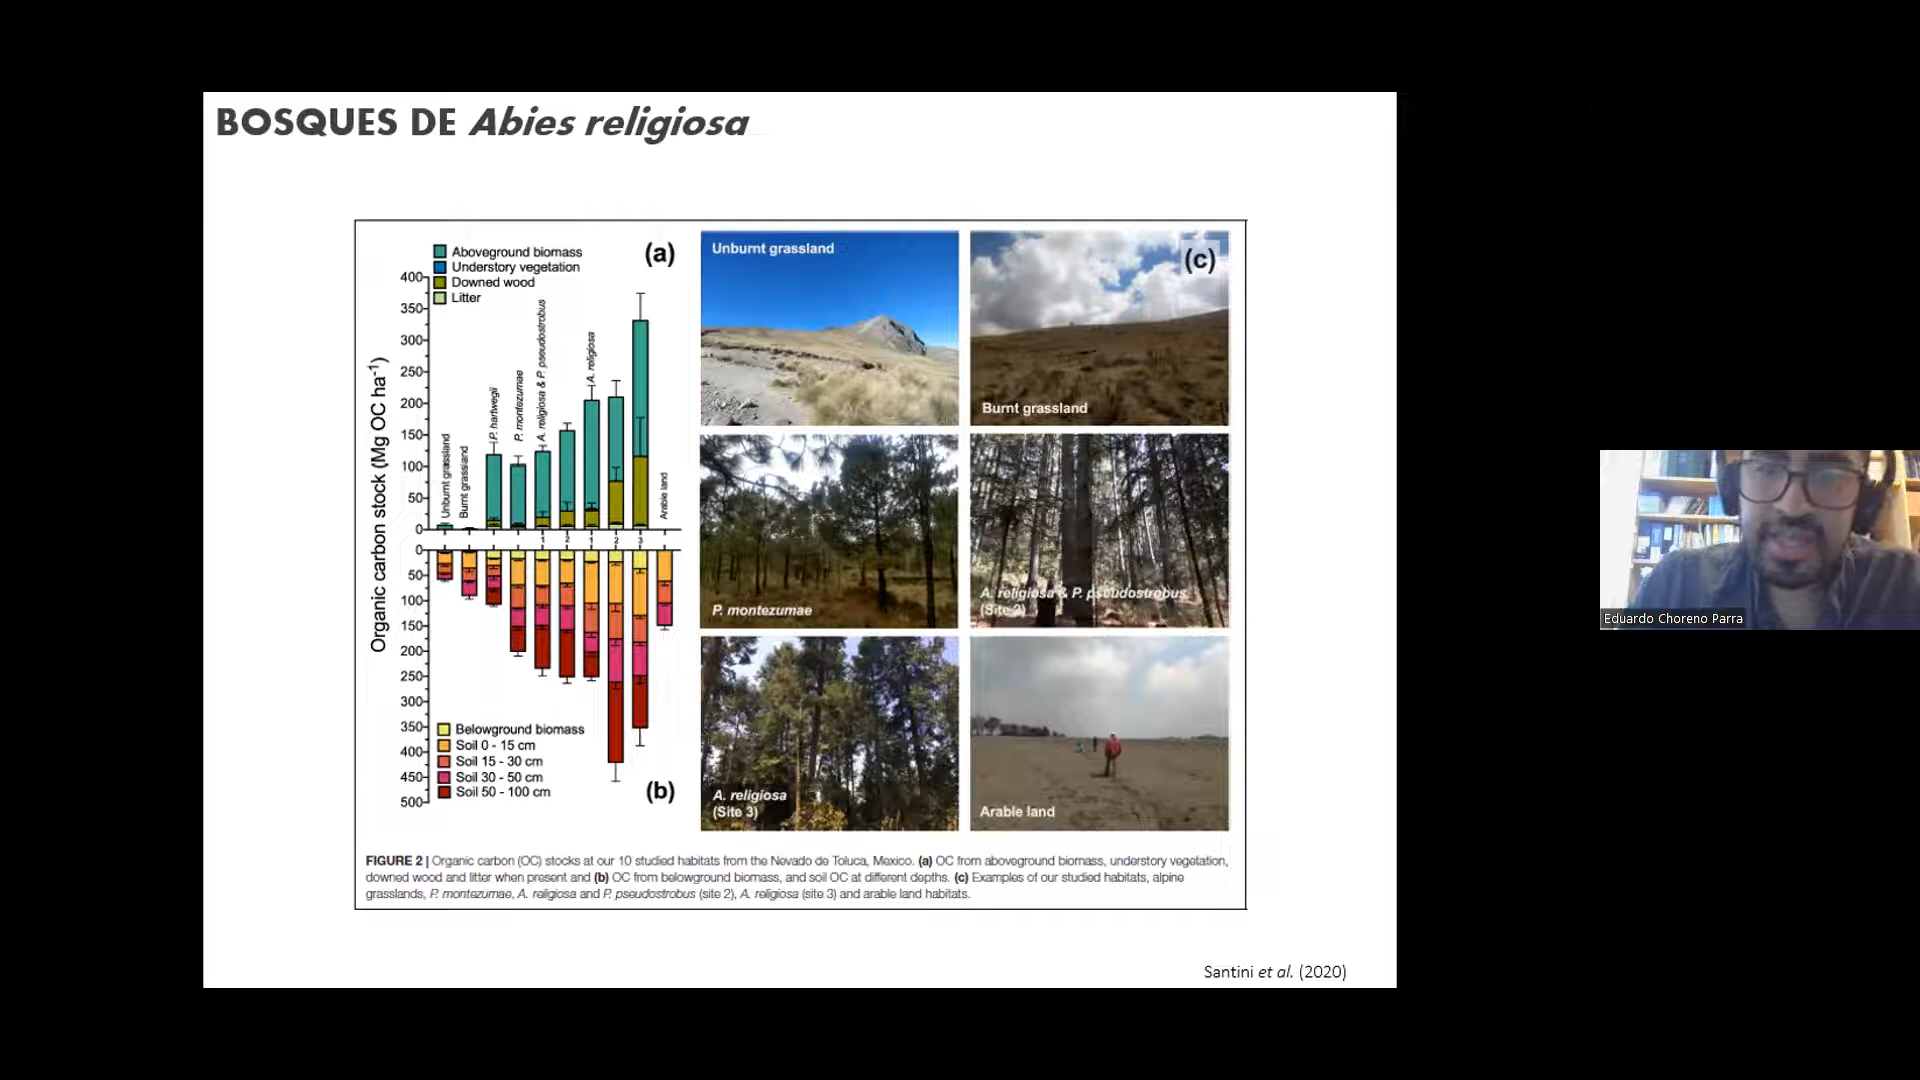 BOSQUES DE Abies religiosa
(a)
Aboveground biomass
Understory vegetation
Downed wood
Litter
Organic carbon stock (Mg OC ha-1)
400
350
300
250
200
150
100
50
0
Unburnt grassland
Burnt grassland
P. hartwegii
P. montezumae
A. religiosa & P. pseudostrobus
A. religiosa
Arable land
1 2 1 2 3
0
50
100
150
200
250
300
350
400
450
500
Belowground biomass
Soil 0 - 15 cm
Soil 15 - 30 cm
Soil 30 - 50 cm
Soil 50 - 100 cm
(b)
Unburnt grassland
(c)
Burnt grassland
P. montezumae
A. religiosa & P. pseudostrobus
(Site 2)
A. religiosa
(Site 3)
Arable land
FIGURE 2 | Organic carbon (OC) stocks at our 10 studied habitats from the Nevado de Toluca, Mexico. (a) OC from aboveground biomass, understory vegetation,
downed wood and litter when present and (b) OC from belowground biomass, and soil OC at different depths. (c) Examples of our studied habitats, alpine
grasslands, P. montezumae, A. religiosa and P. pseudostrobus (site 2), A. religiosa (site 3) and arable land habitats.
Santini et al. (2020)
Eduardo Choreno Parra